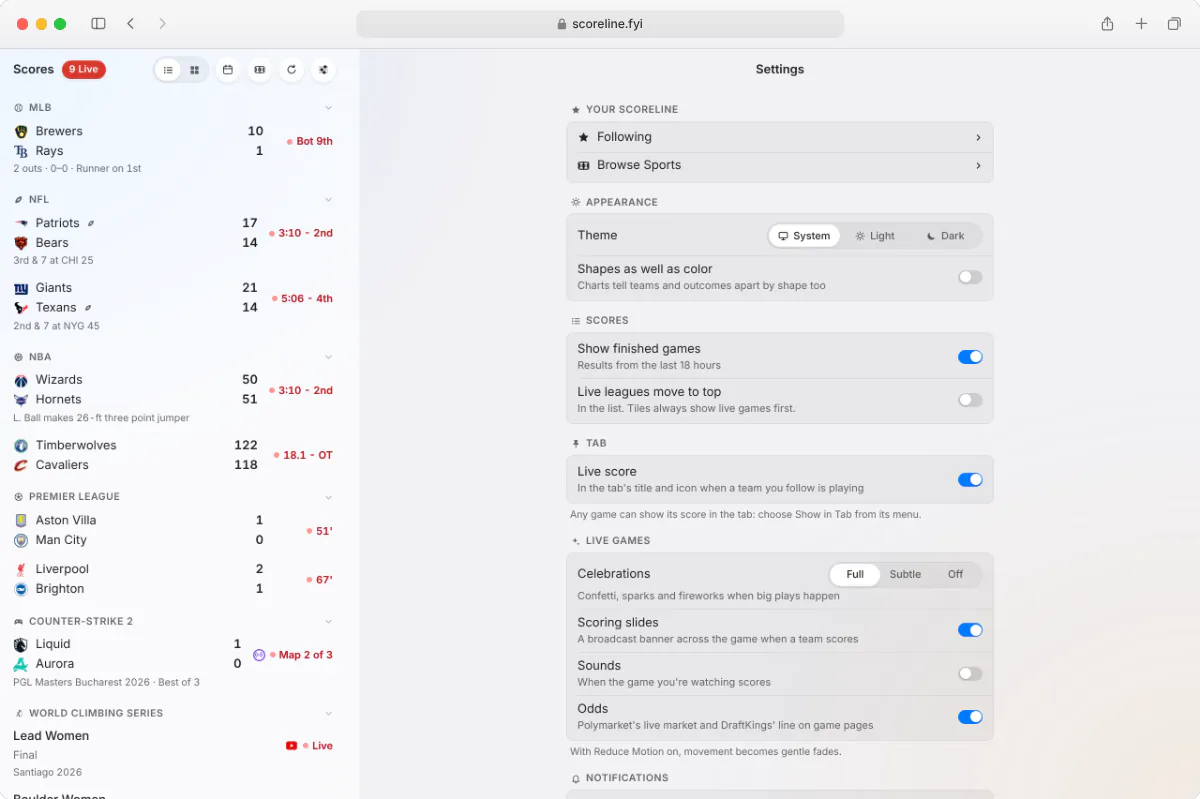 scoreline.fyi
Scores
9 Live
MLB
Brewers 10
Rays 1
Bot 9th
2 outs · 0–0 · Runner on 1st
NFL
Patriots 17
Bears 14
3:10 - 2nd
3rd & 7 at CHI 25
Giants 21
Texans 14
5:06 - 4th
2nd & 7 at NYG 45
NBA
Wizards 50
Hornets 51
3:10 - 2nd
L. Ball makes 26-ft three point jumper
Timberwolves 122
Cavaliers 118
18.1 - OT
PREMIER LEAGUE
Aston Villa 1
Man City 0
51'
Liverpool 2
Brighton 1
67'
COUNTER-STRIKE 2
Liquid 1
Aurora 0
Map 2 of 3
PGL Masters Bucharest 2026 · Best of 3
WORLD CLIMBING SERIES
Lead Women
Final
Live
Santiago 2026
Boulder Women
Settings
YOUR SCORELINE
Following
Browse Sports
APPEARANCE
Theme
System Light Dark
Shapes as well as color
Charts tell teams and outcomes apart by shape too
SCORES
Show finished games
Results from the last 18 hours
Live leagues move to top
In the list. Tiles always show live games first.
TAB
Live score
In the tab's title and icon when a team you follow is playing
Any game can show its score in the tab: choose Show in Tab from its menu.
LIVE GAMES
Celebrations
Full Subtle Off
Confetti, sparks and fireworks when big plays happen
Scoring slides
A broadcast banner across the game when a team scores
Sounds
When the game you're watching scores
Odds
Polymarket's live market and DraftKings' line on game pages
With Reduce Motion on, movement becomes gentle fades.
NOTIFICATIONS